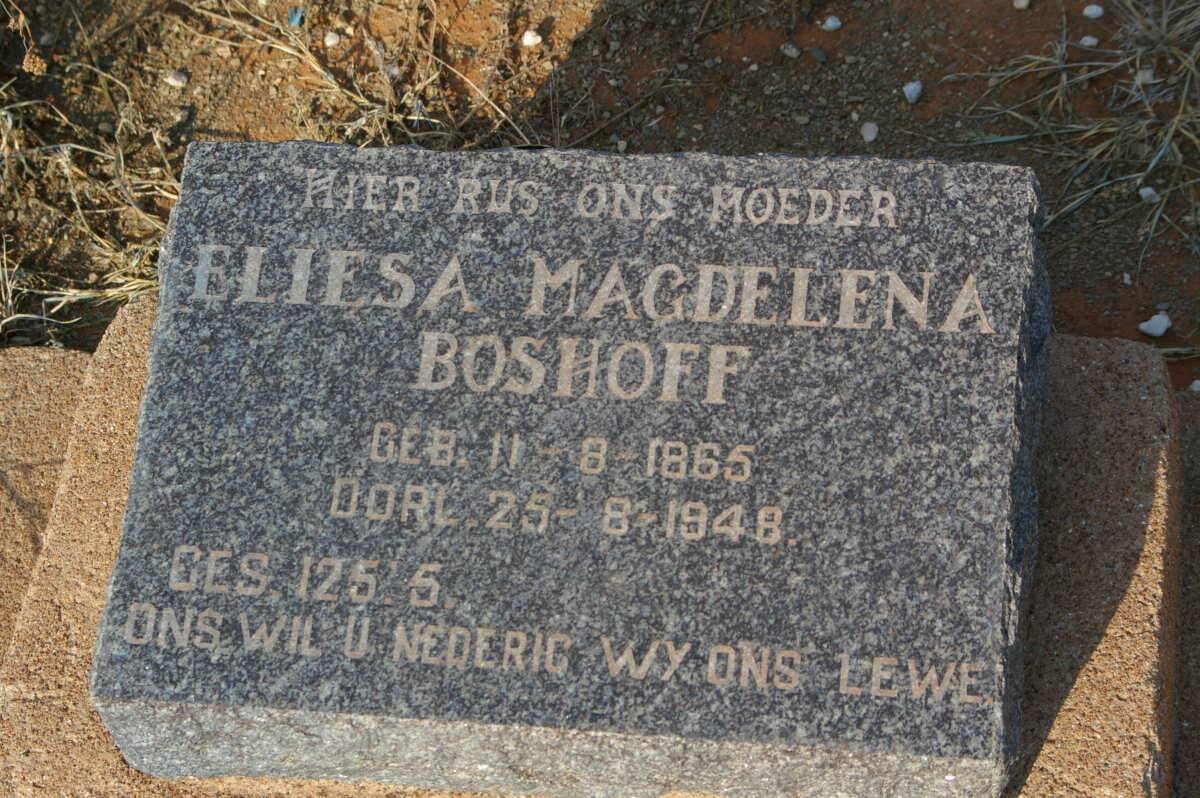 HIER RUS ONS MOEDER
ELIESA MAGDELENA
BOSHOFF
GEB. 11-8-1865
OORL. 25-8-1948.
GES. 125:5.
ONS WIL U NEDERIG WY ONS LEWE.